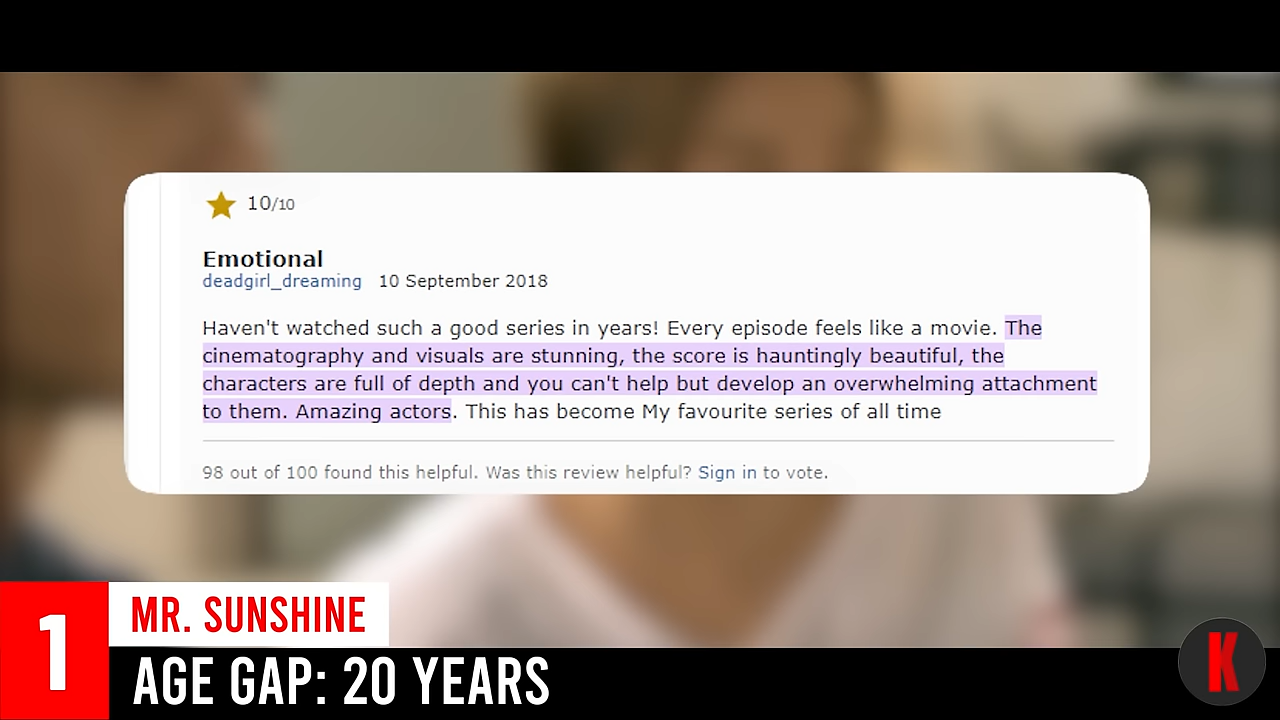 10/10
Emotional
deadgirl_dreaming 10 September 2018
Haven't watched such a good series in years! Every episode feels like a movie. The
cinematography and visuals are stunning, the score is hauntingly beautiful, the
characters are full of depth and you can't help but develop an overwhelming attachment
to them. Amazing actors. This has become My favourite series of all time
98 out of 100 found this helpful. Was this review helpful? Sign in to vote.
1
MR. SUNSHINE
AGE GAP: 20 YEARS
K